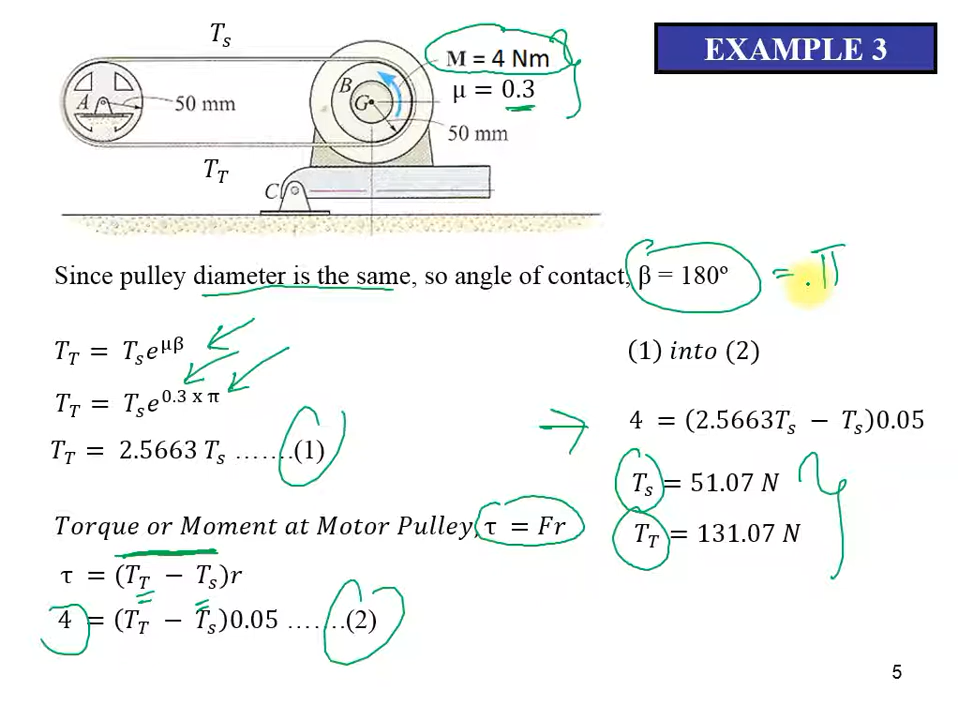 T_s
M = 4 Nm
EXAMPLE 3
B
μ = 0.3
A
50 mm
G
50 mm
T_T
C
Since pulley diameter is the same, so angle of contact, β = 180º = . π
T_T = T_s e^{μβ}
T_T = T_s e^{0.3 x π}
T_T = 2.5663 T_s …….(1)
Torque or Moment at Motor Pulley, τ = Fr
τ = (T_T − T_s)r
4 = (T_T − T_s)0.05 …….(2)
(1) into (2)
4 = (2.5663T_s − T_s)0.05
T_s = 51.07 N
T_T = 131.07 N
5